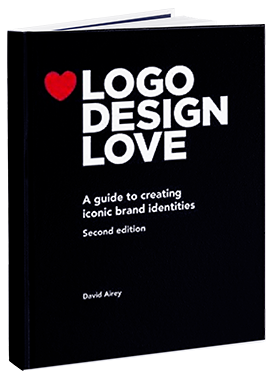 LOGO
DESIGN
LOVE
A guide to creating
iconic brand identities
Second edition
David Airey